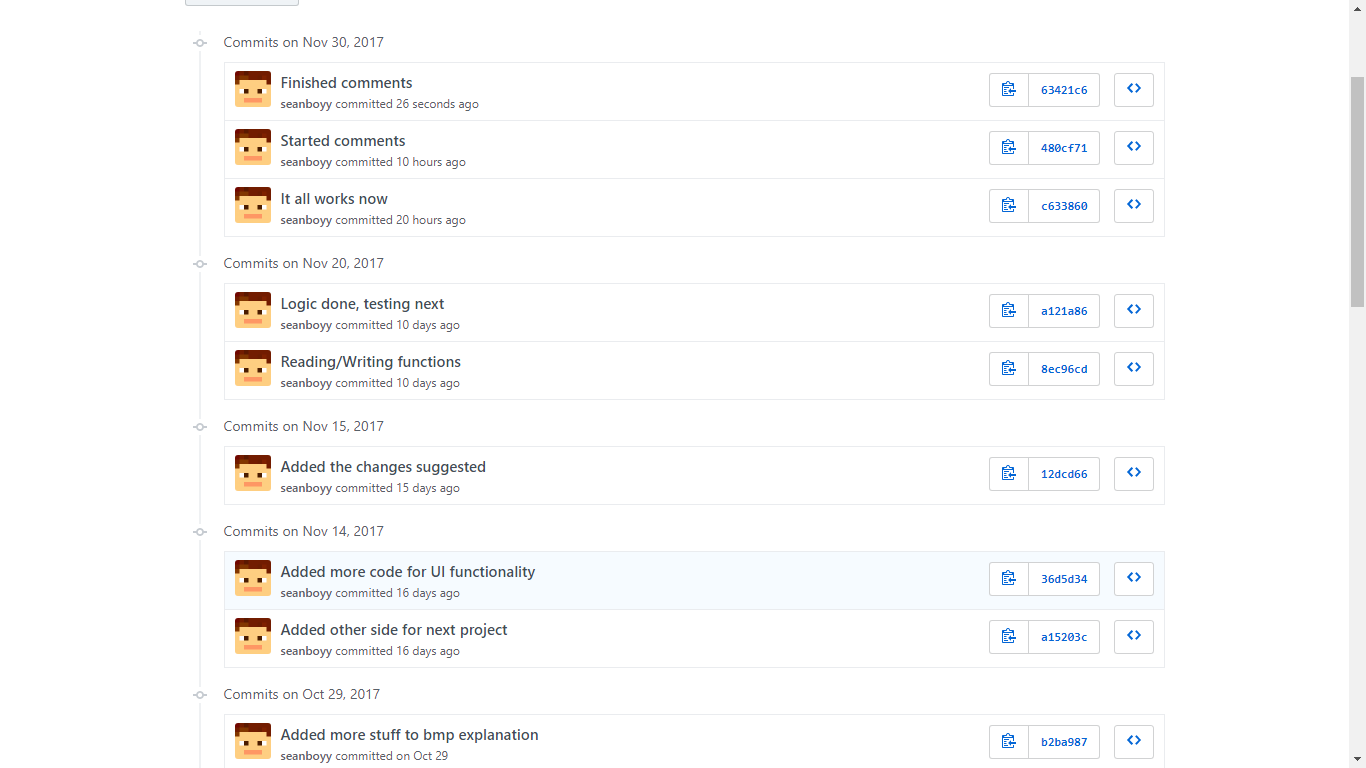 Commits on Nov 30, 2017
Finished comments
seanboyy committed 26 seconds ago
63421c6
Started comments
seanboyy committed 10 hours ago
480cf71
It all works now
seanboyy committed 20 hours ago
c633860
Commits on Nov 20, 2017
Logic done, testing next
seanboyy committed 10 days ago
a121a86
Reading/Writing functions
seanboyy committed 10 days ago
8ec96cd
Commits on Nov 15, 2017
Added the changes suggested
seanboyy committed 15 days ago
12dcd66
Commits on Nov 14, 2017
Added more code for UI functionality
seanboyy committed 16 days ago
36d5d34
Added other side for next project
seanboyy committed 16 days ago
a15203c
Commits on Oct 29, 2017
Added more stuff to bmp explanation
seanboyy committed on Oct 29
b2ba987